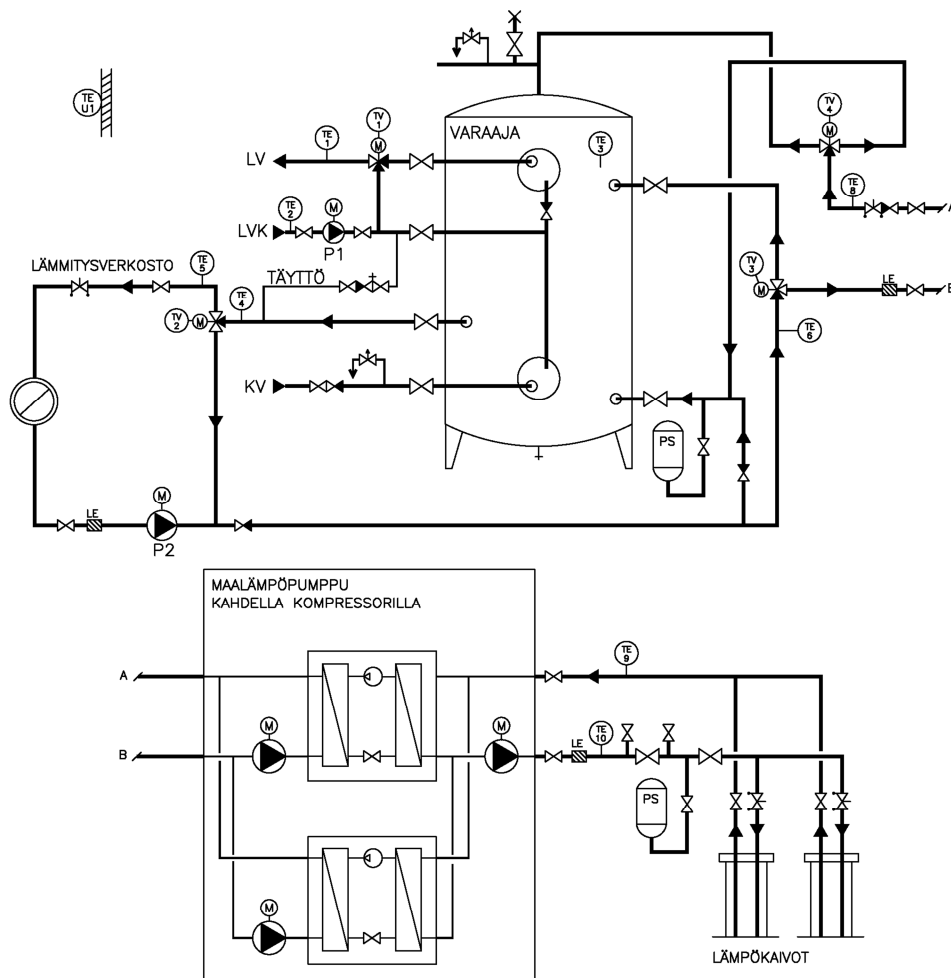 TE
U1
TE
1
TV
1
M
VARAAJA
TE
3
TV
4
M
LV
TE
8
A
TE
2
M
LVK
P1
LÄMMITYSVERKOSTO
TE
5
TÄYTTÖ
TE
4
TV
3
M
LE
B
TV
2
M
TE
6
KV
PS
M
LE
P2
MAALÄMPÖPUMPPU
KAHDELLA KOMPRESSORILLA
A
TE
9
M
M
TE
10
LE
B
PS
M
LÄMPÖKAIVOT